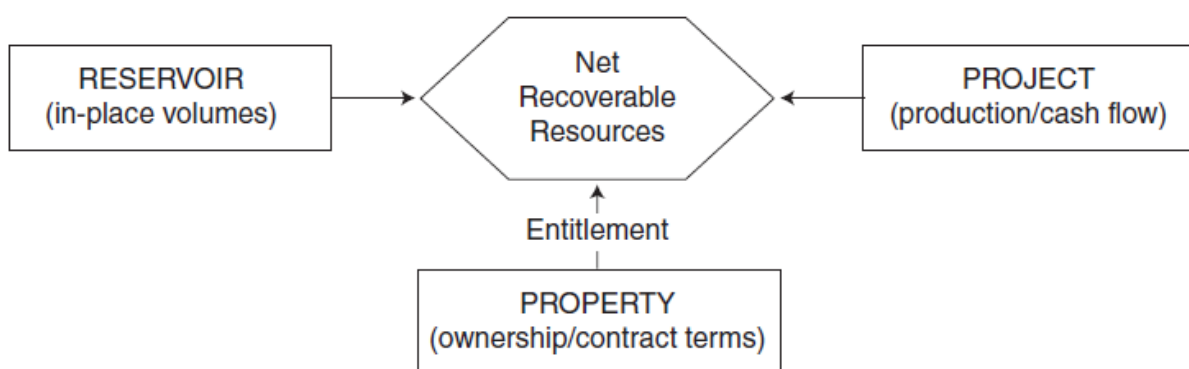 RESERVOIR
(in-place volumes)
Net
Recoverable
Resources
PROJECT
(production/cash flow)
Entitlement
PROPERTY
(ownership/contract terms)